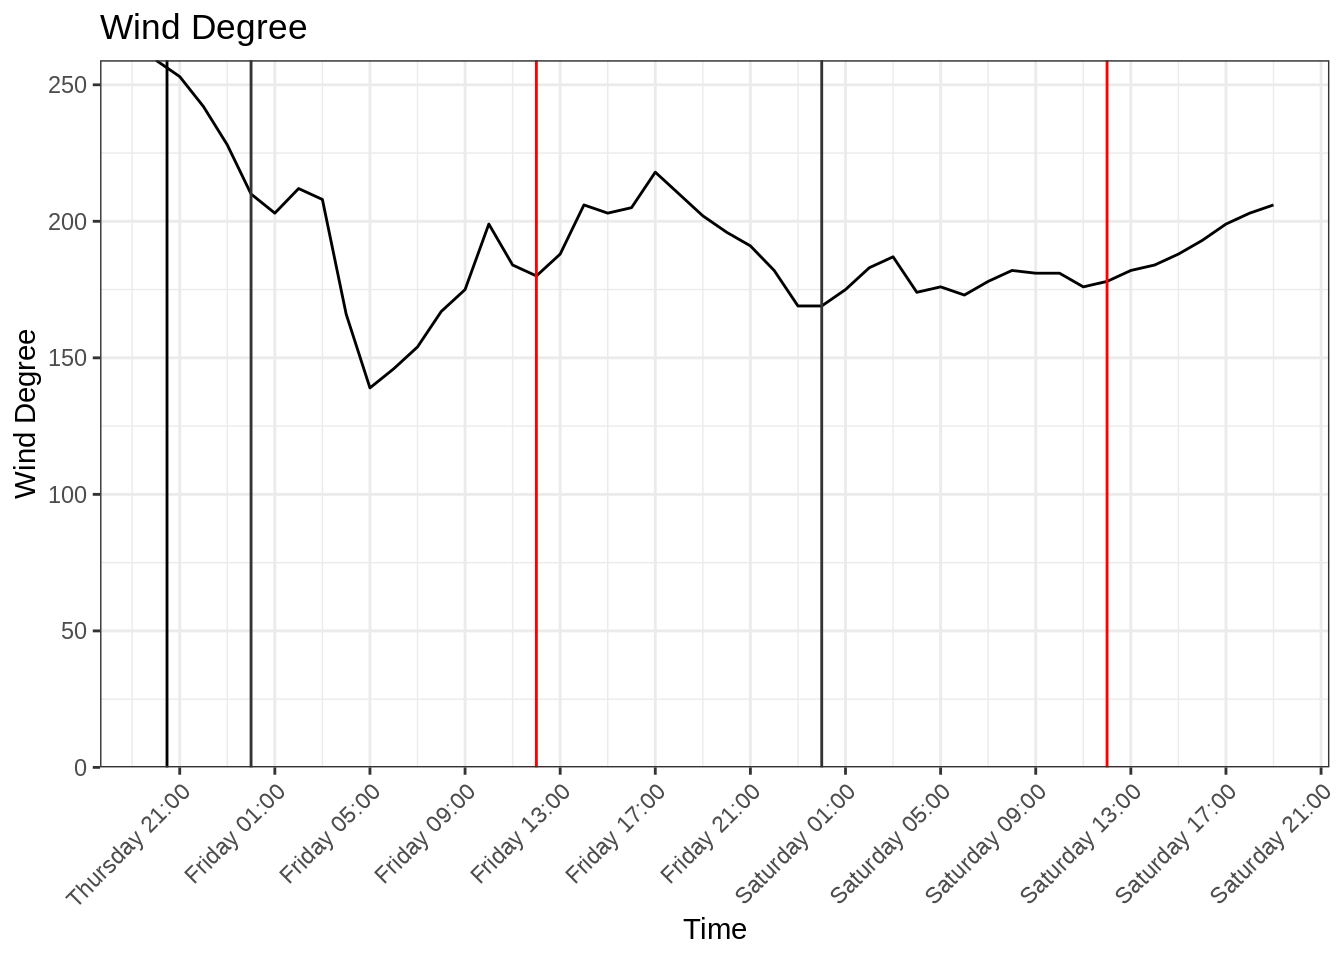 Wind Degree
Wind Degree
250
200
150
100
50
0
Thursday 21:00
Friday 01:00
Friday 05:00
Friday 09:00
Friday 13:00
Friday 17:00
Friday 21:00
Saturday 01:00
Saturday 05:00
Saturday 09:00
Saturday 13:00
Saturday 17:00
Saturday 21:00
Time